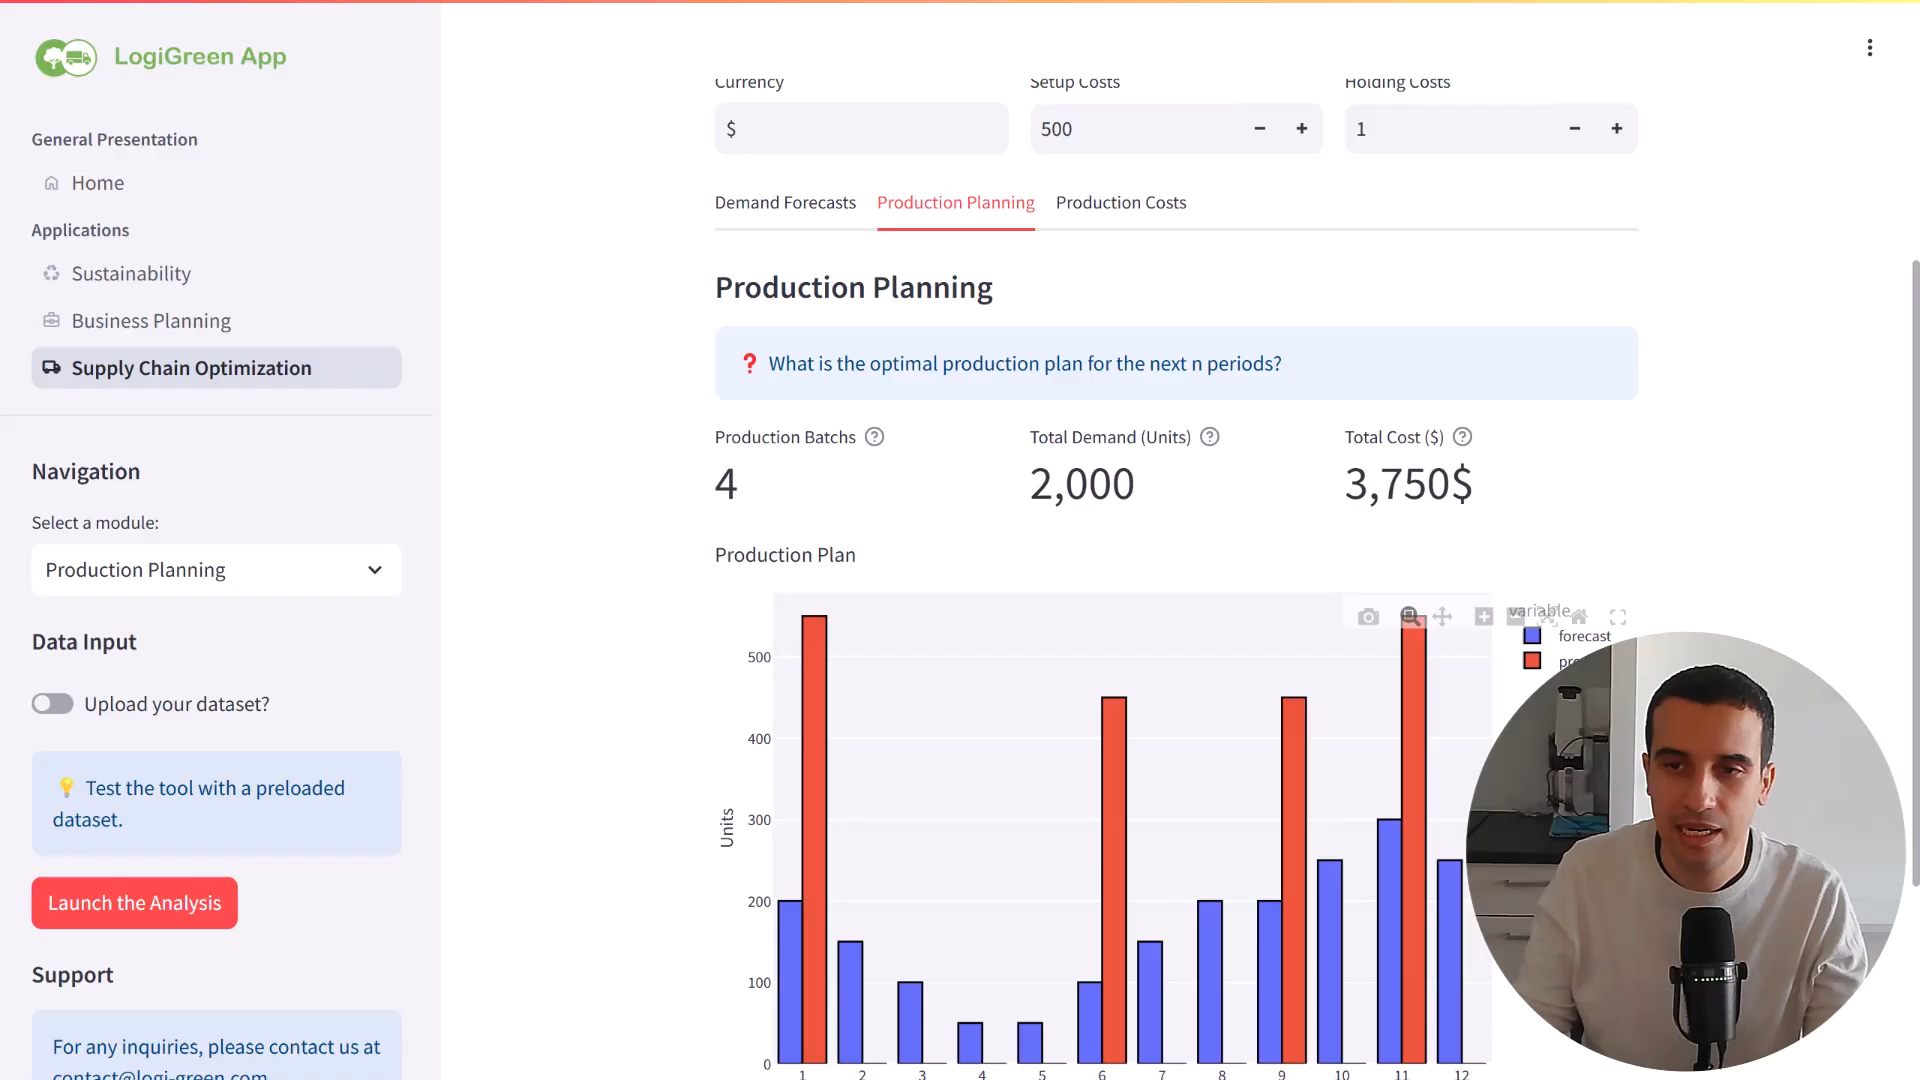 LogiGreen App
General Presentation
Home
Applications
Sustainability
Business Planning
Supply Chain Optimization
Navigation
Select a module:
Production Planning
Data Input
Upload your dataset?
💡 Test the tool with a preloaded
dataset.
Launch the Analysis
Support
For any inquiries, please contact us at
contact@logi-green.com
Currency
Setup Costs
Holding Costs
$
500 − +
1 − +
Demand Forecasts
Production Planning
Production Costs
Production Planning
❓ What is the optimal production plan for the next n periods?
Production Batchs
Total Demand (Units)
Total Cost ($)
4
2,000
3,750$
Production Plan
variable
forecast
500
400
300
200
100
0
Units
1 2 3 4 5 6 7 8 9 10 11 12